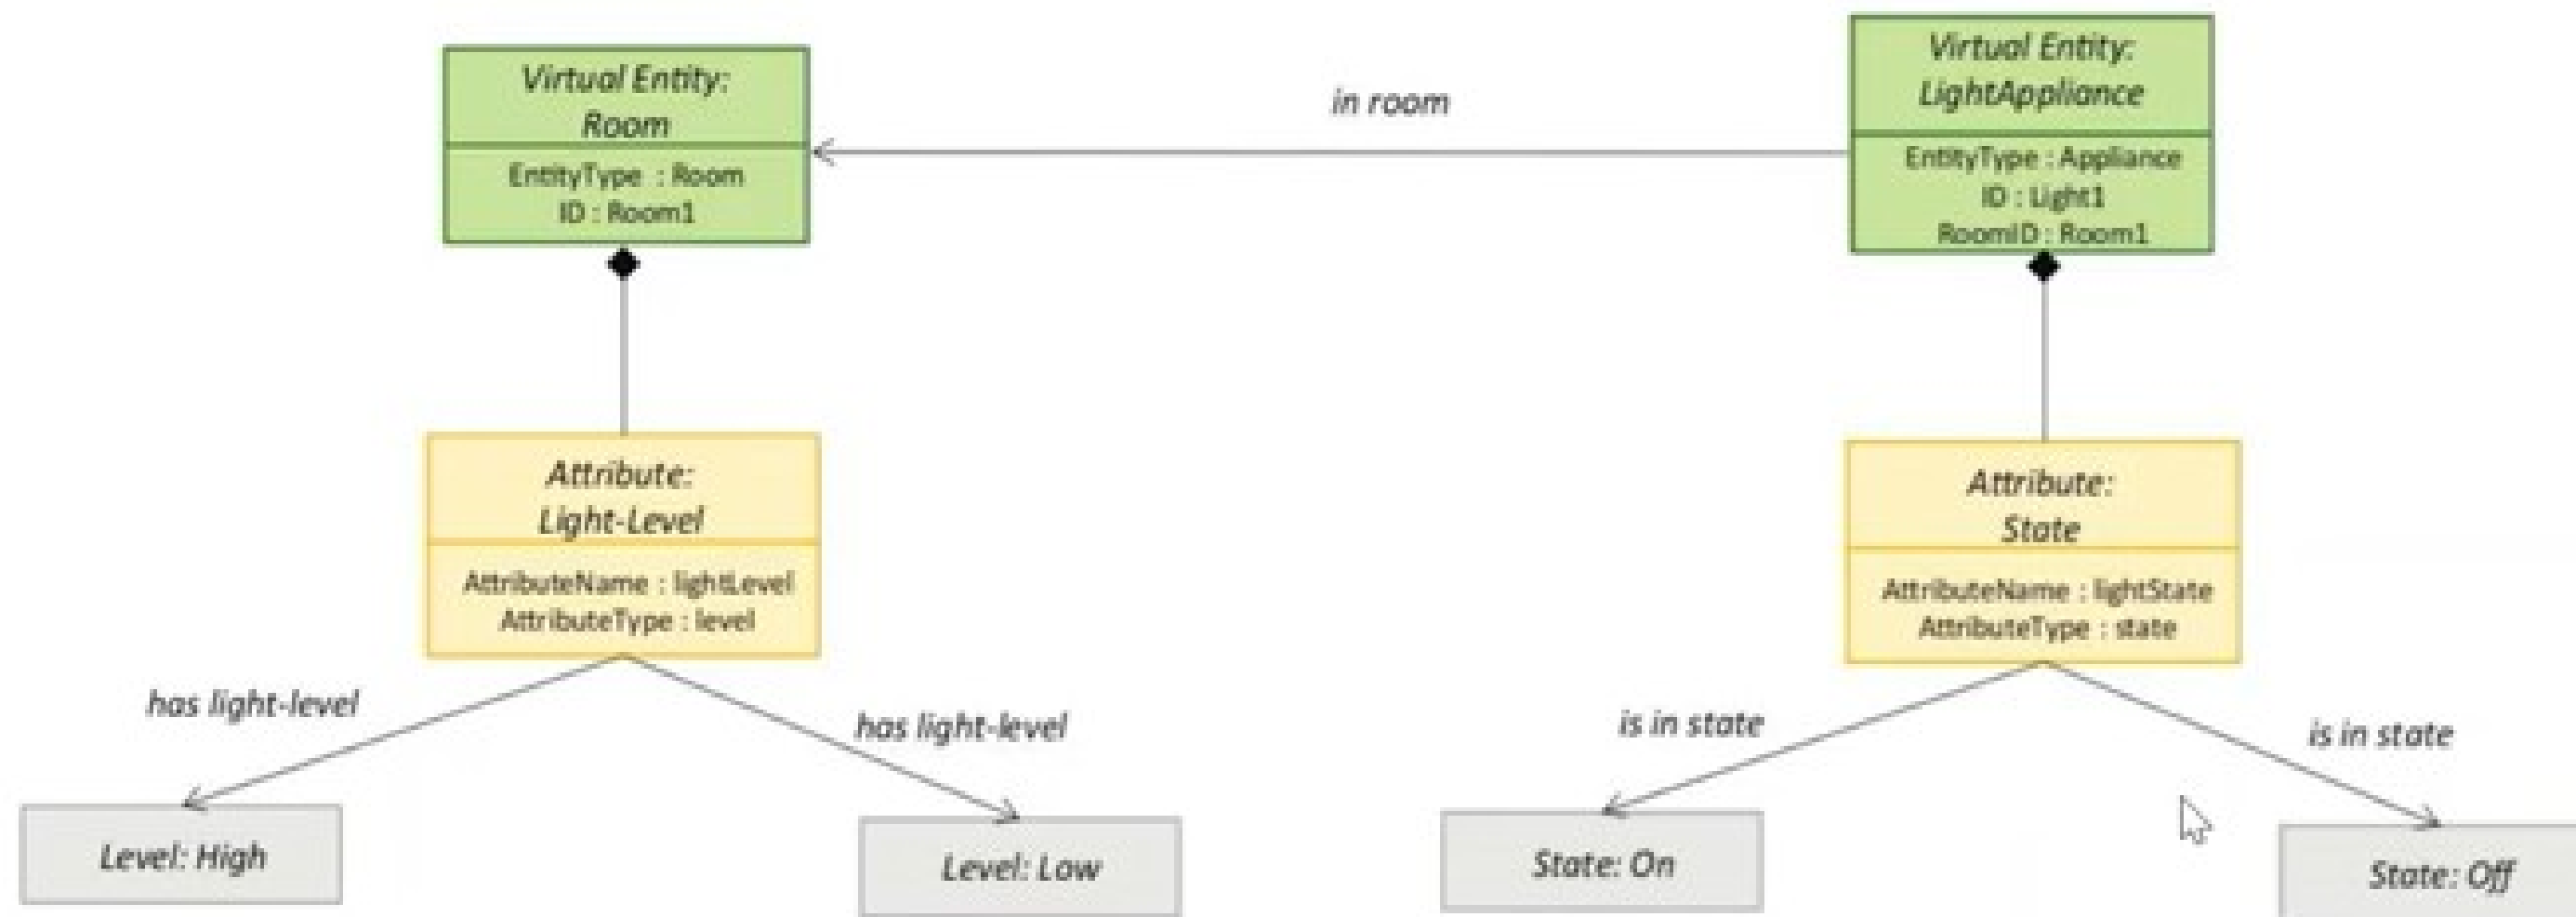 Virtual Entity:
Room
EntityType : Room
ID : Room1
in room
Virtual Entity:
LightAppliance
EntityType : Appliance
ID : Light1
RoomID : Room1
Attribute:
Light-Level
AttributeName : lightLevel
AttributeType : level
Attribute:
State
AttributeName : lightState
AttributeType : state
has light-level
has light-level
is in state
is in state
Level: High
Level: Low
State: On
State: Off